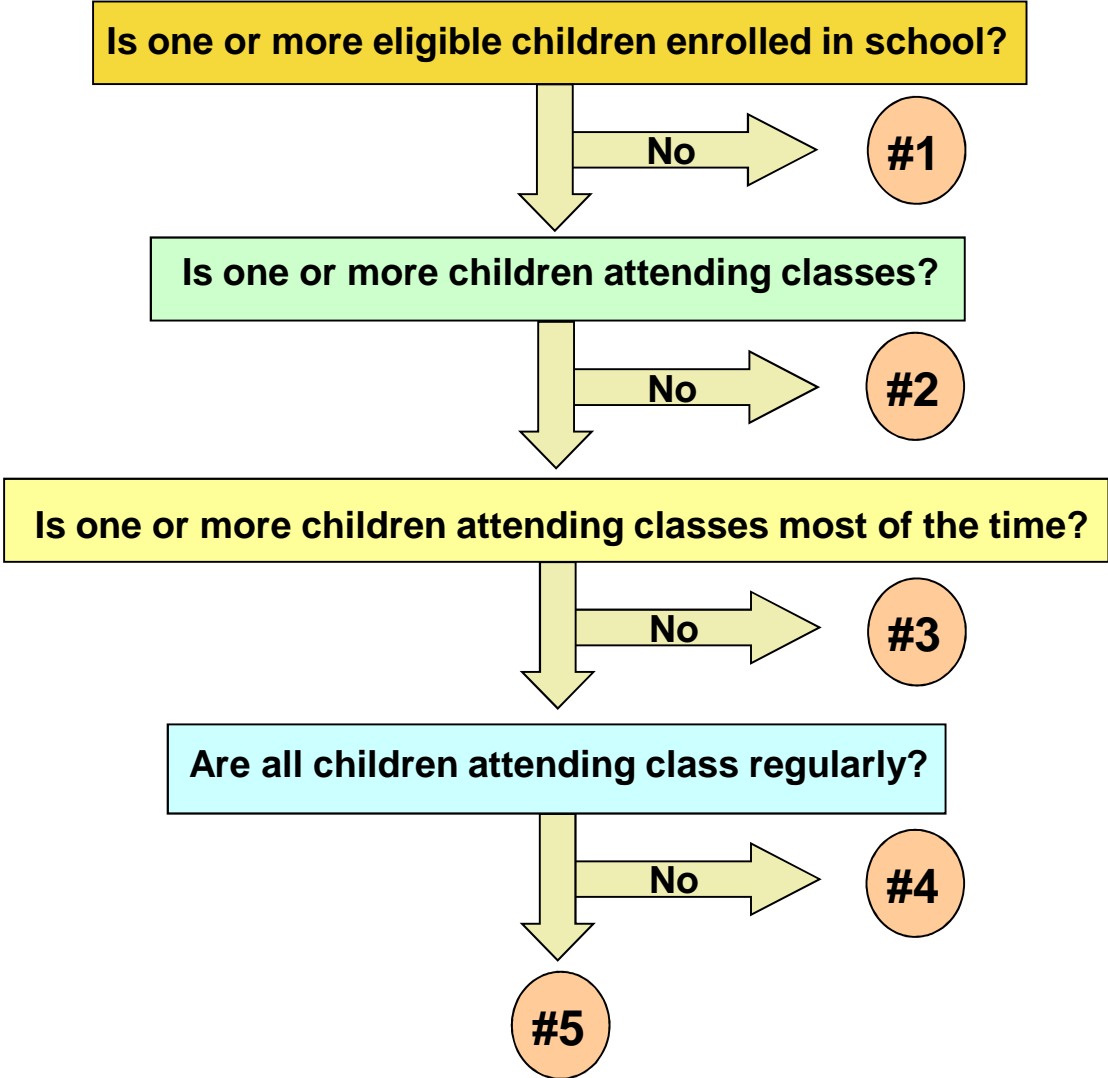 Is one or more eligible children enrolled in school?
No
#1
Is one or more children attending classes?
No
#2
Is one or more children attending classes most of the time?
No
#3
Are all children attending class regularly?
No
#4
#5